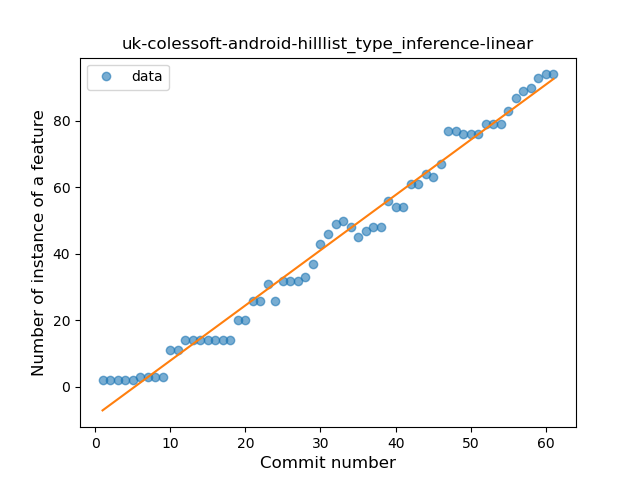 uk-colessoft-android-hilllist_type_inference-linear
data
Number of instance of a feature
80
60
40
20
0
0 10 20 30 40 50 60
Commit number